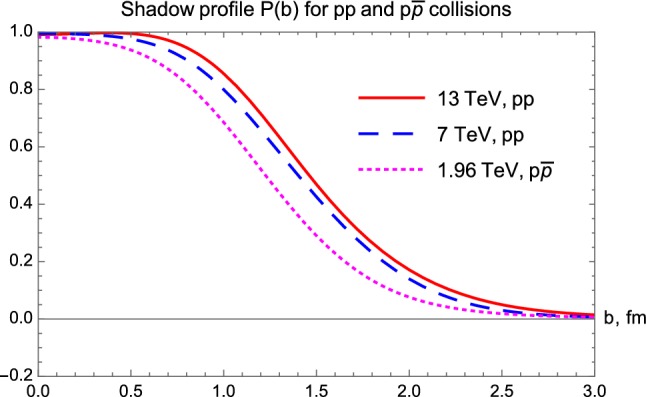 Shadow profile P(b) for pp and pp̅ collisions
1.0
0.8
0.6
0.4
0.2
0.0
−0.2
13 TeV, pp
7 TeV, pp
1.96 TeV, pp̅
b, fm
0.0 0.5 1.0 1.5 2.0 2.5 3.0